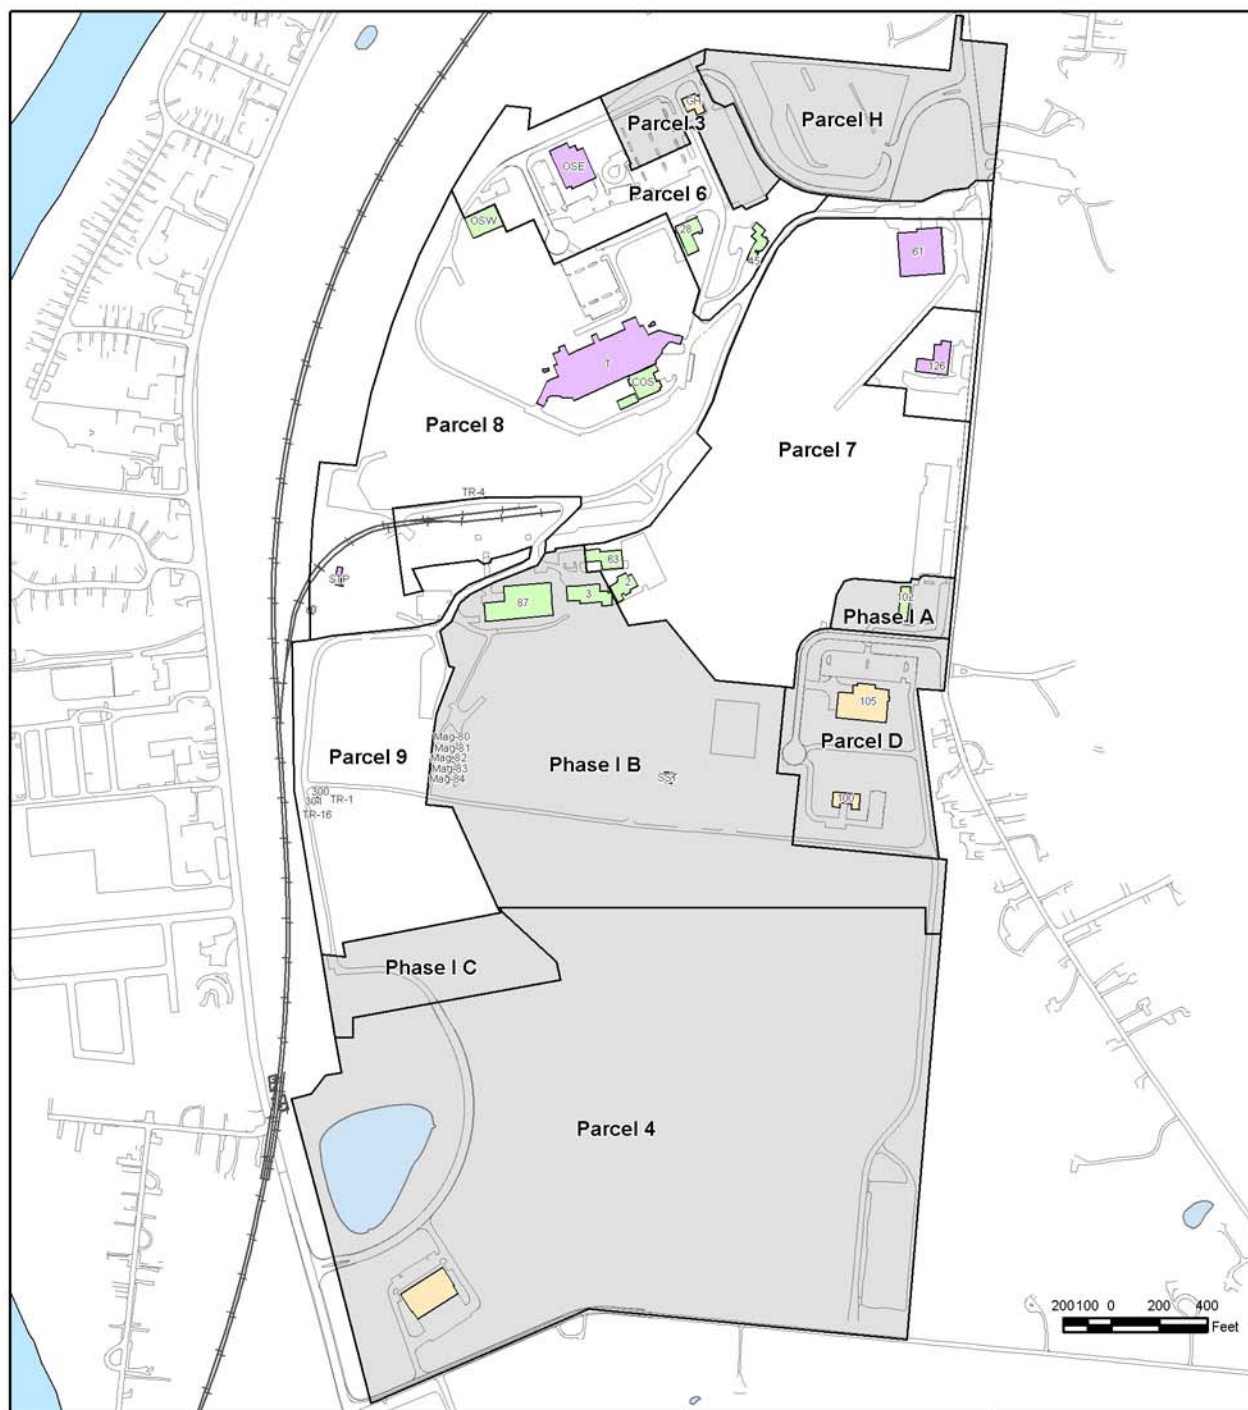 GH
Parcel 3
Parcel H
OSE
Parcel 6
OSW
28
45
61
T
126
COS
Parcel 8
Parcel 7
TR-4
63
STP
2
87
3
102
Phase I A
105
Mag-80
Mag-81
Parcel D
Parcel 9
Mag-82
Phase I B
Mag-83
Mag-84
300
TR-1
100
TR-16
Phase I C
Parcel 4
200 100 0 200 400
Feet